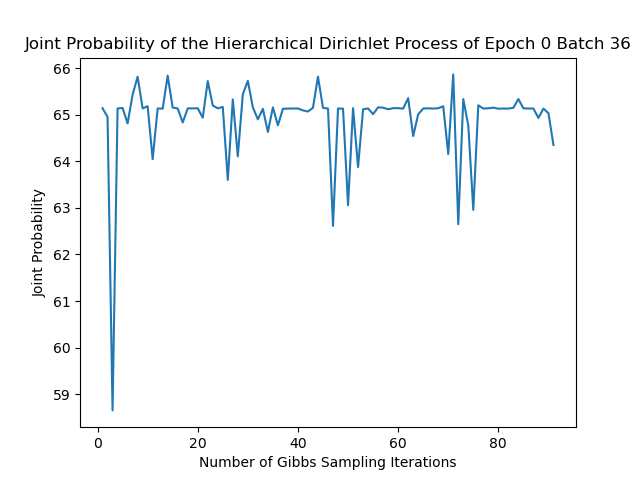 Joint Probability of the Hierarchical Dirichlet Process of Epoch 0 Batch 36
66
65
64
63
62
61
60
59
Joint Probability
0 20 40 60 80
Number of Gibbs Sampling Iterations